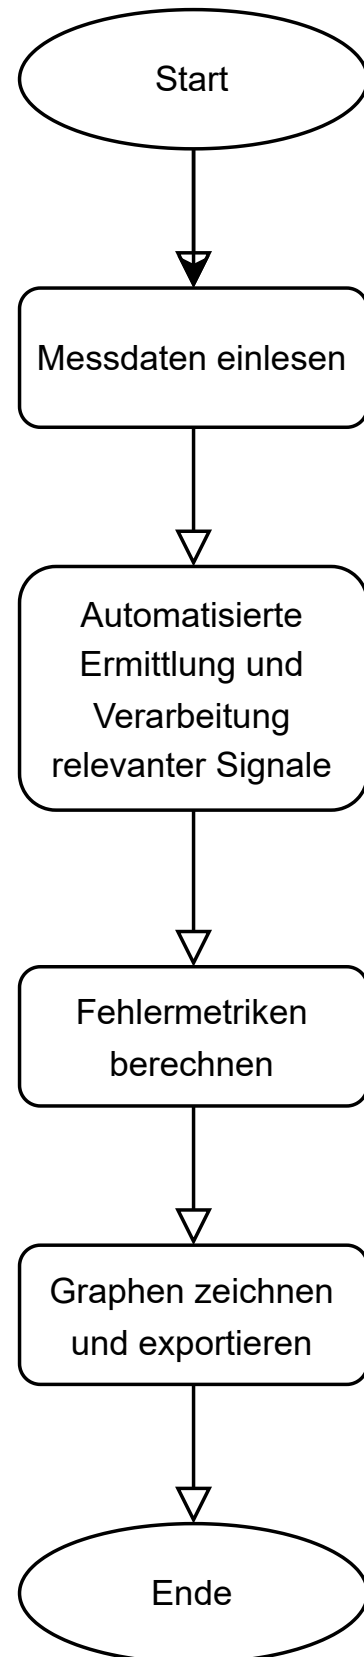 Start
Messdaten einlesen
Automatisierte
Ermittlung und
Verarbeitung
relevanter Signale
Fehlermetriken
berechnen
Graphen zeichnen
und exportieren
Ende